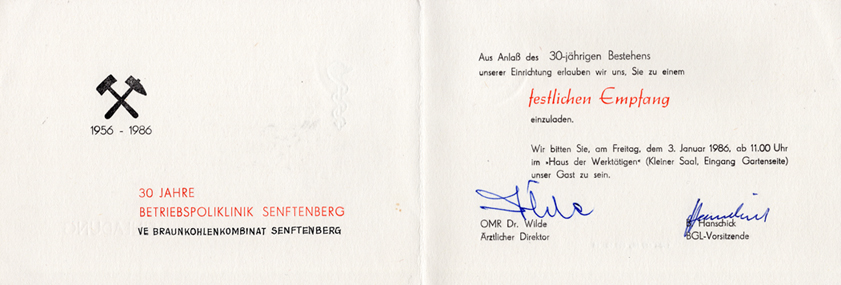 1956 - 1986
30 JAHRE
BETRIEBSPOLIKLINIK SENFTENBERG
VE BRAUNKOHLENKOMBINAT SENFTENBERG
Aus Anlaß des 30-jährigen Bestehens
unserer Einrichtung erlauben wir uns, Sie zu einem
festlichen Empfang
einzuladen.
Wir bitten Sie, am Freitag, dem 3. Januar 1986, ab 11.00 Uhr
im »Haus der Werktätigen« (Kleiner Saal, Eingang Gartenseite)
unser Gast zu sein.
OMR Dr. Wilde
Ärztlicher Direktor
Hanschick
BGL-Vorsitzende